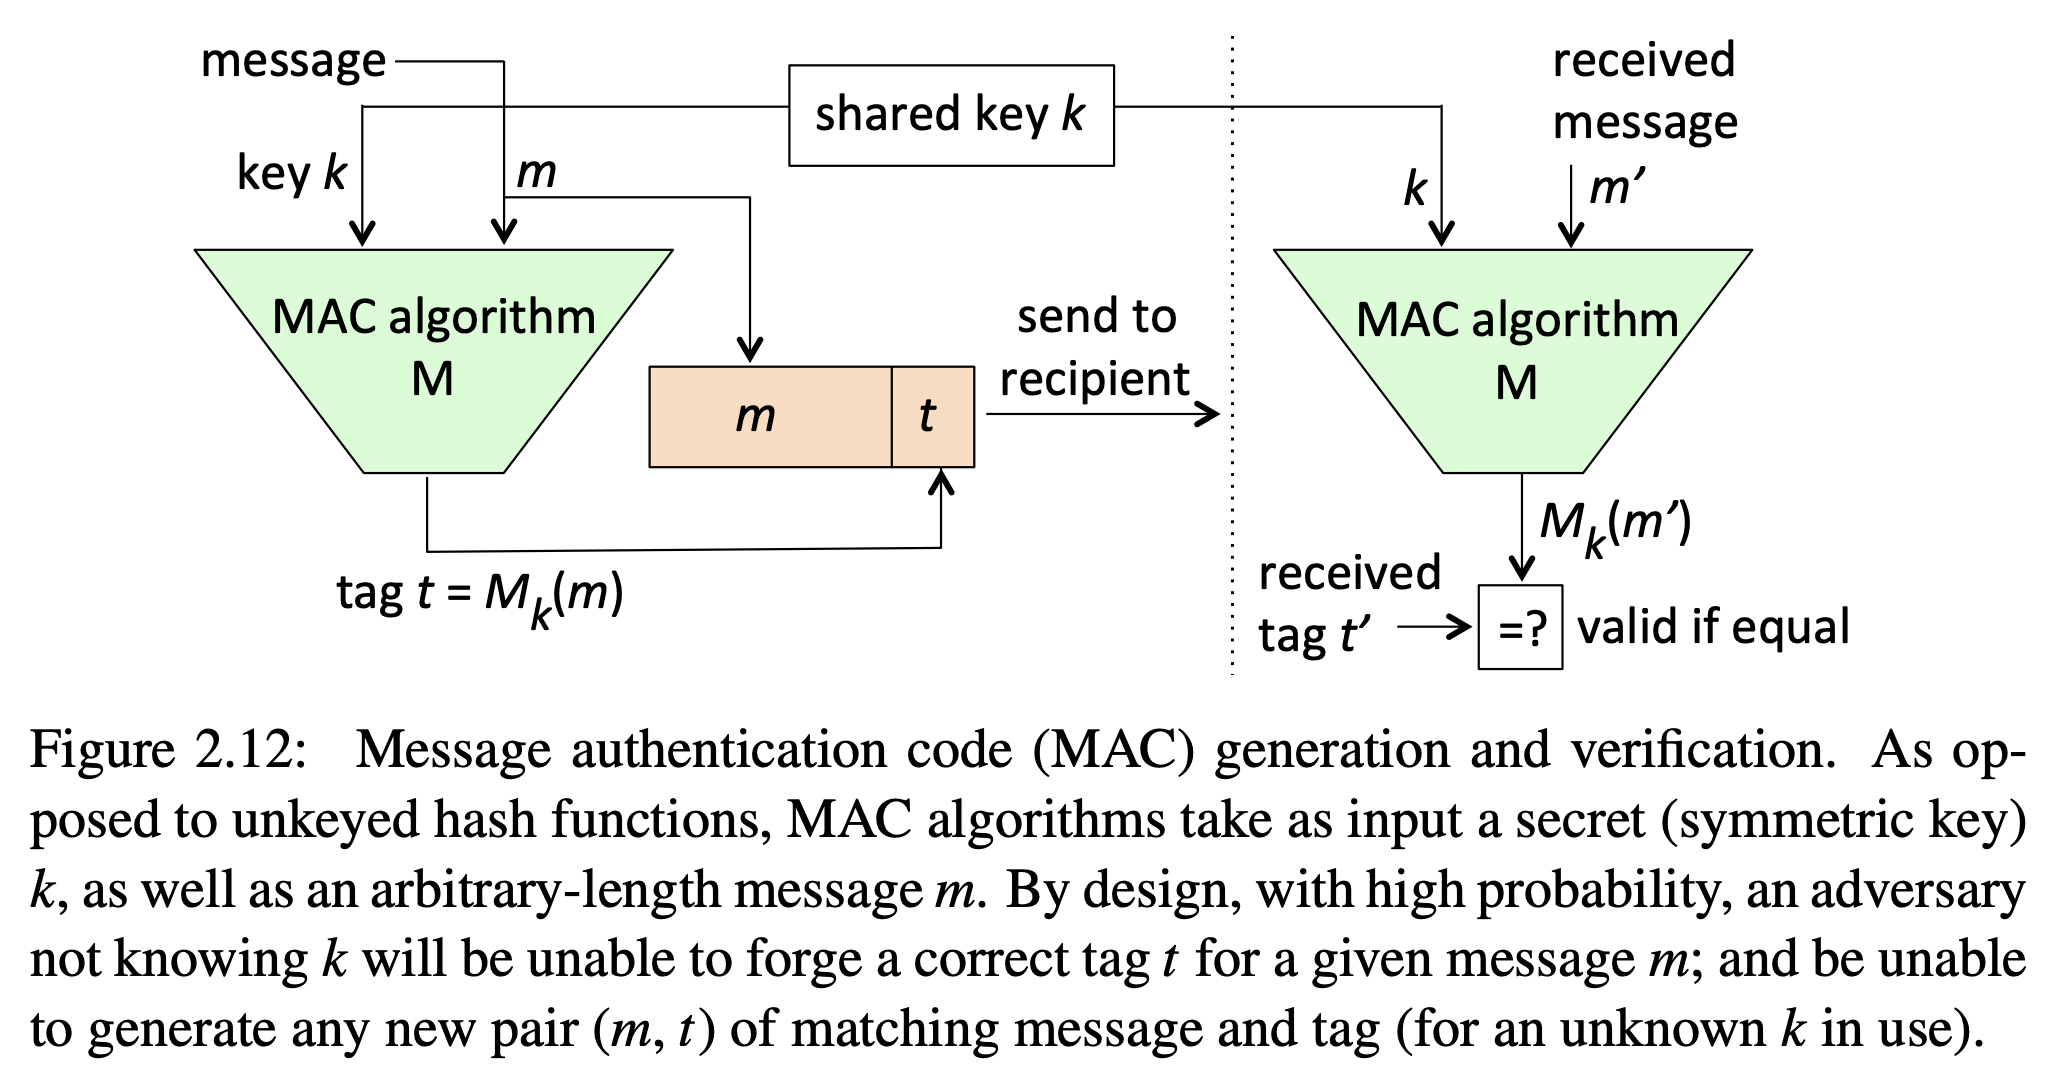 message
shared key k
received
message
key k
m
k
m’
MAC algorithm
M
send to
recipient
m
t
MAC algorithm
M
tag t = Mk(m)
Mk(m’)
received
tag t’
=?
valid if equal
Figure 2.12: Message authentication code (MAC) generation and verification. As op-
posed to unkeyed hash functions, MAC algorithms take as input a secret (symmetric key)
k, as well as an arbitrary-length message m. By design, with high probability, an adversary
not knowing k will be unable to forge a correct tag t for a given message m; and be unable
to generate any new pair (m, t) of matching message and tag (for an unknown k in use).